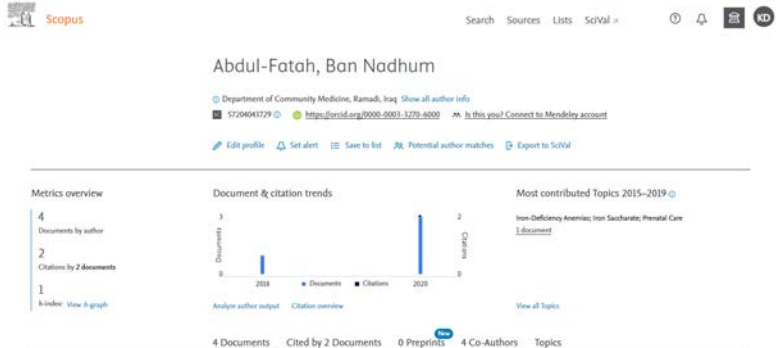 Scopus
Search Sources Lists SciVal
KD
Abdul-Fatah, Ban Nadhum
Department of Community Medicine, Ramadi, Iraq Show all author info
57204043729 https://orcid.org/0000-0003-3270-6000 Is this you? Connect to Mendeley account
Edit profile Set alert Save to list Potential author matches Export to SciVal
Metrics overview
4
Documents by author
2
Citations by 2 documents
1
h-index: View h-graph
Document & citation trends
3
2
Documents
Citations
0
0
2018
Documents
Citations
2020
Analyze author output Citation overview
Most contributed Topics 2015–2019
Iron-Deficiency Anemias; Iron Saccharate; Prenatal Care
1 document
View all Topics
New
4 Documents Cited by 2 Documents 0 Preprints 4 Co-Authors Topics